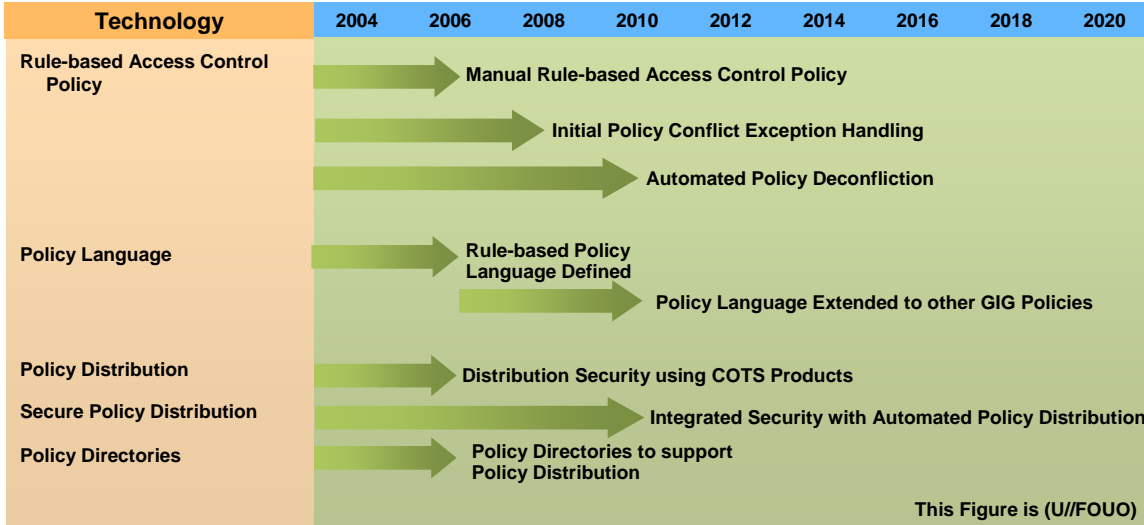 Technology 2004 2006 2008 2010 2012 2014 2016 2018 2020
Rule-based Access Control
Policy
Manual Rule-based Access Control Policy
Initial Policy Conflict Exception Handling
Automated Policy Deconfliction
Policy Language
Rule-based Policy
Language Defined
Policy Language Extended to other GIG Policies
Policy Distribution
Distribution Security using COTS Products
Secure Policy Distribution
Integrated Security with Automated Policy Distribution
Policy Directories
Policy Directories to support
Policy Distribution
This Figure is (U//FOUO)